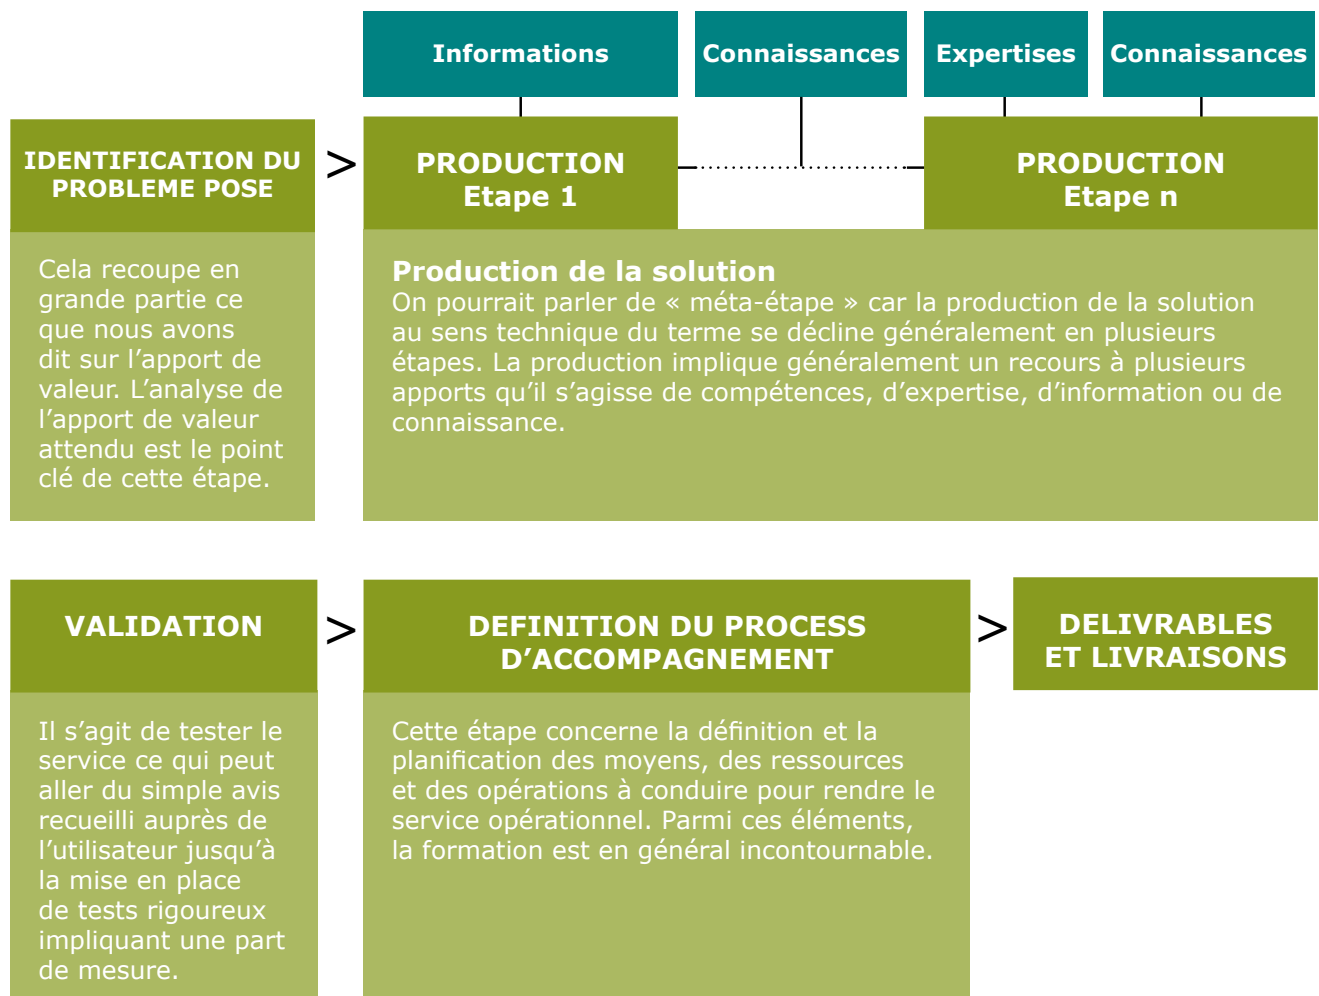 Informations
Connaissances
Expertises
Connaissances
IDENTIFICATION DU
PROBLEME POSE
>
PRODUCTION
Etape 1
PRODUCTION
Etape n
Cela recoupe en
grande partie ce
que nous avons
dit sur l’apport de
valeur. L’analyse de
l’apport de valeur
attendu est le point
clé de cette étape.
Production de la solution
On pourrait parler de « méta-étape » car la production de la solution
au sens technique du terme se décline généralement en plusieurs
étapes. La production implique généralement un recours à plusieurs
apports qu’il s’agisse de compétences, d’expertise, d’information ou de
connaissance.
VALIDATION
>
DEFINITION DU PROCESS
D’ACCOMPAGNEMENT
>
DELIVRABLES
ET LIVRAISONS
Il s’agit de tester le
service ce qui peut
aller du simple avis
recueilli auprès de
l’utilisateur jusqu’à
la mise en place
de tests rigoureux
impliquant une part
de mesure.
Cette étape concerne la définition et la
planification des moyens, des ressources
et des opérations à conduire pour rendre le
service opérationnel. Parmi ces éléments,
la formation est en général incontournable.